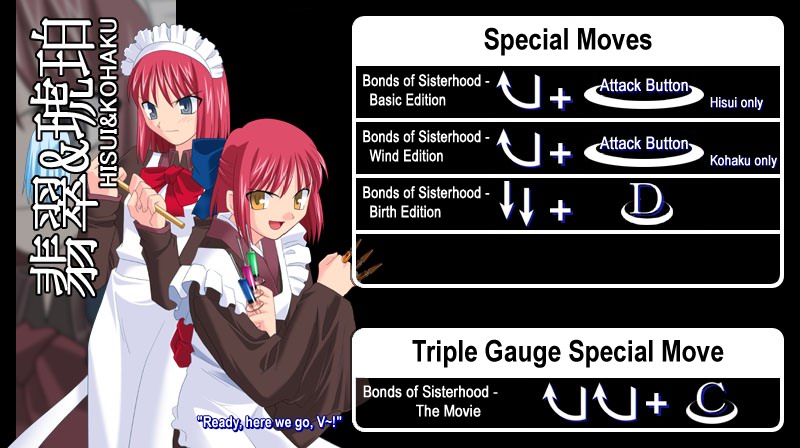 翡翠&琥珀
HISUI&KOHAKU
Special Moves
Bonds of Sisterhood -
Basic Edition
+
Attack Button
Hisui only
Bonds of Sisterhood -
Wind Edition
+
Attack Button
Kohaku only
Bonds of Sisterhood -
Birth Edition
+
D
Triple Gauge Special Move
Bonds of Sisterhood -
The Movie
+
C
"Ready, here we go, V~!"